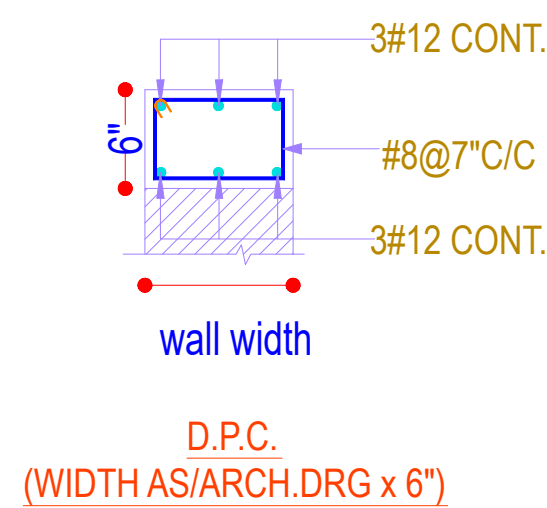 3#12 CONT.
6"
#8@7"C/C
3#12 CONT.
wall width
D.P.C.
(WIDTH AS/ARCH.DRG x 6")